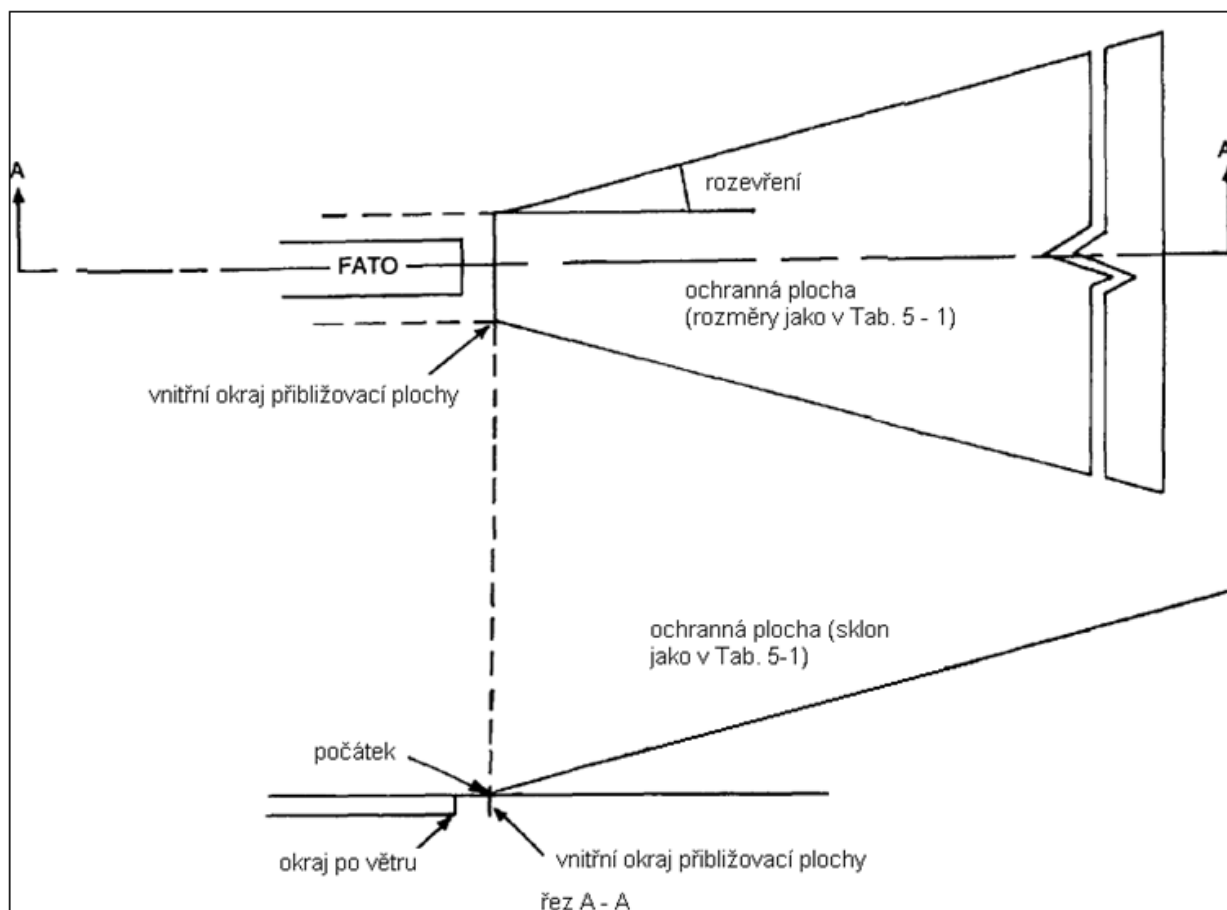 A
A
rozevření
FATO
ochranná plocha
(rozměry jako v Tab. 5 - 1)
vnitřní okraj přibližovací plochy
ochranná plocha (sklon
jako v Tab. 5-1)
počátek
okraj po větru
vnitřní okraj přibližovací plochy
řez A - A